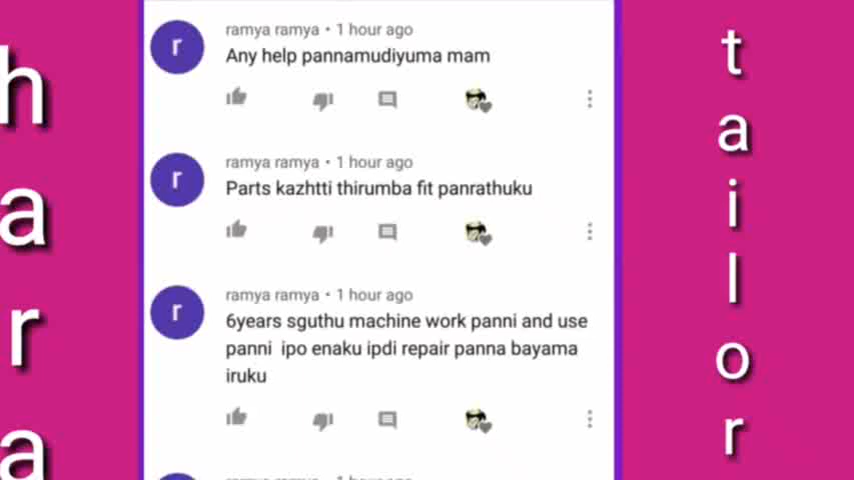 h
a
r
a
r
ramya ramya • 1 hour ago
Any help pannamudiyuma mam
r
ramya ramya • 1 hour ago
Parts kazhtti thirumba fit panrathuku
r
ramya ramya • 1 hour ago
6years sguthu machine work panni and use
panni ipo enaku ipdi repair panna bayama
iruku
t
a
i
l
o
r